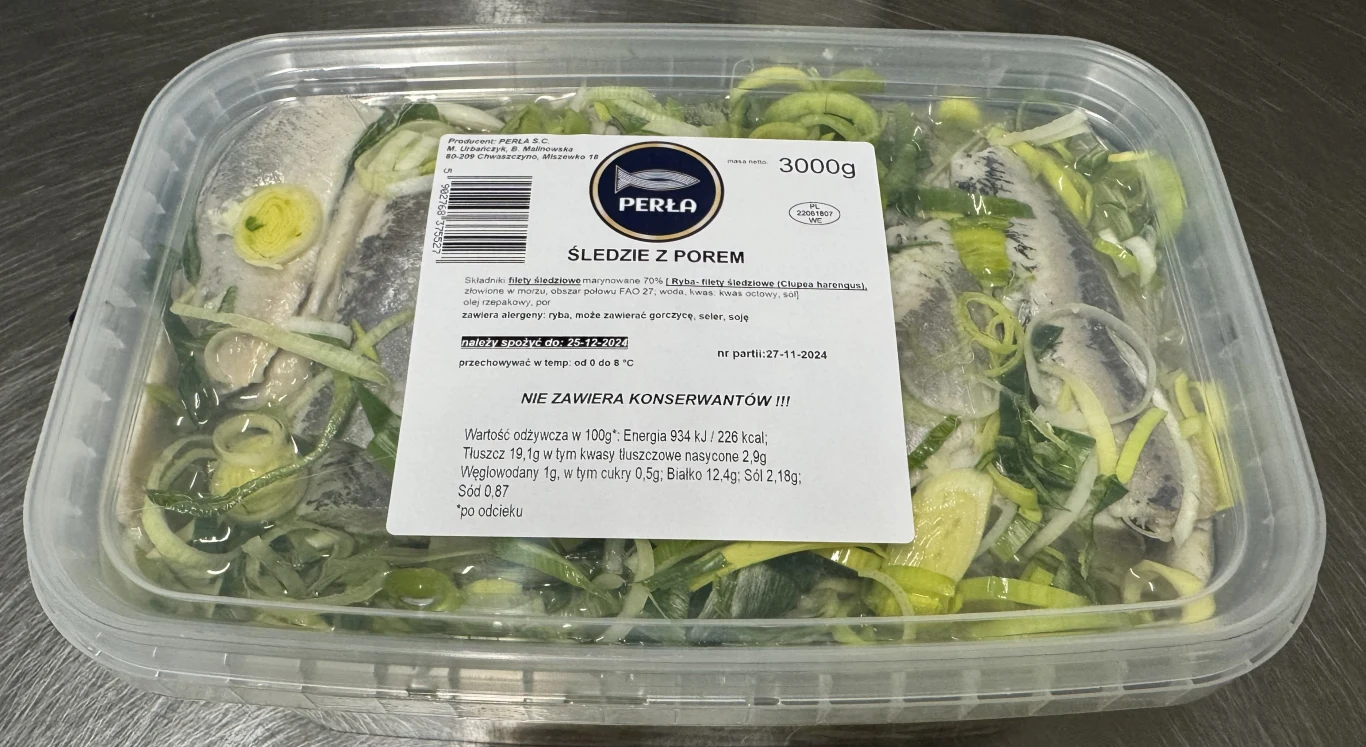 Producent: PERŁA S.C.
M. Urbańczyk, B. Malinowska
80-209 Chwaszczyno, Miszewko 18
5 902768 375527
PERŁA
masa netto: 3000g
PL
22061807
WE
ŚLEDZIE Z POREM
Składniki filety śledziowe marynowane 70% [ Ryba- filety śledziowe (Clupea harengus),
złowione w morzu, obszar połowu FAO 27; woda, kwas: kwas octowy, sól]
olej rzepakowy, por
zawiera alergeny: ryba, może zawierać gorczycę, seler, soję
należy spożyć do: 25-12-2024
nr partii:27-11-2024
przechowywać w temp: od 0 do 8 °C
NIE ZAWIERA KONSERWANTÓW !!!
Wartość odżywcza w 100g*: Energia 934 kJ / 226 kcal;
Tłuszcz 19,1g w tym kwasy tłuszczowe nasycone 2,9g
Węglowodany 1g, w tym cukry 0,5g; Białko 12,4g; Sól 2,18g;
Sód 0,87
*po odcieku